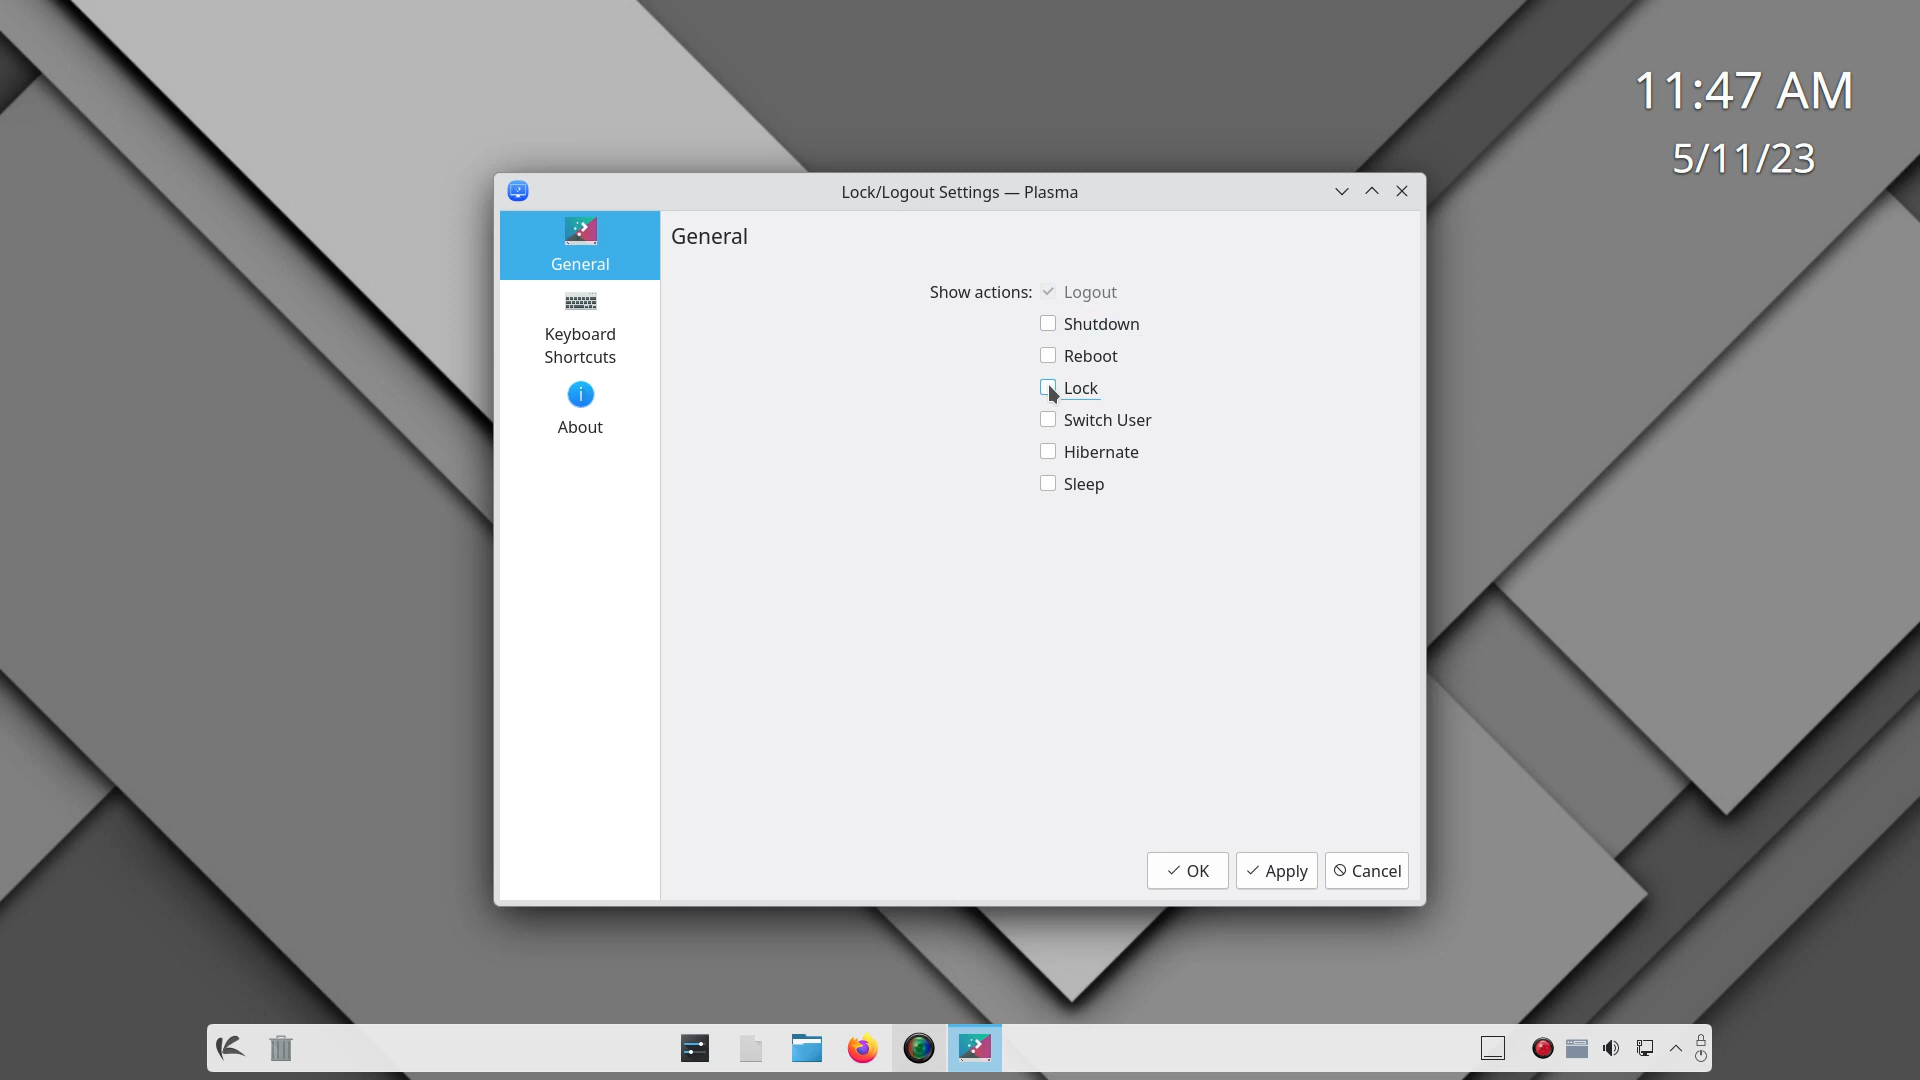 11:47 AM
5/11/23
Lock/Logout Settings — Plasma
General
Keyboard
Shortcuts
About
General
Show actions:
Logout
Shutdown
Reboot
Lock
Switch User
Hibernate
Sleep
OK
Apply
Cancel